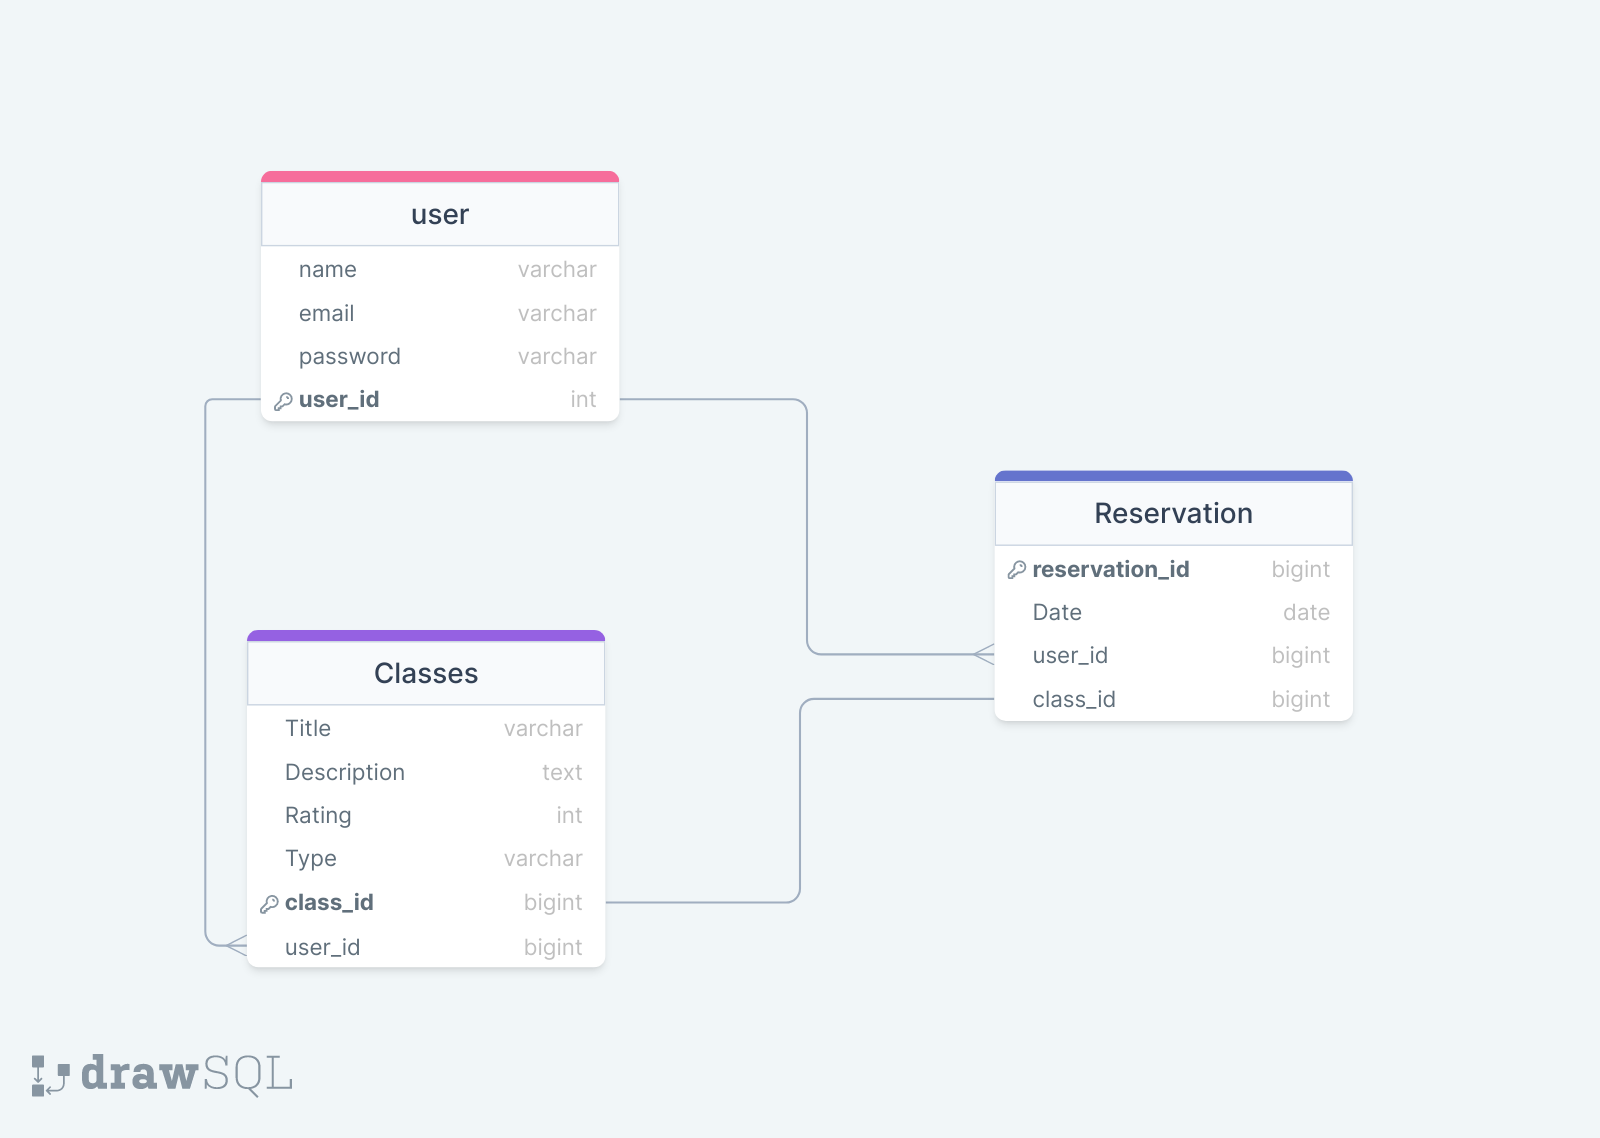 user
name varchar
email varchar
password varchar
user_id int
Reservation
reservation_id bigint
Date date
user_id bigint
class_id bigint
Classes
Title varchar
Description text
Rating int
Type varchar
class_id bigint
user_id bigint
drawSQL